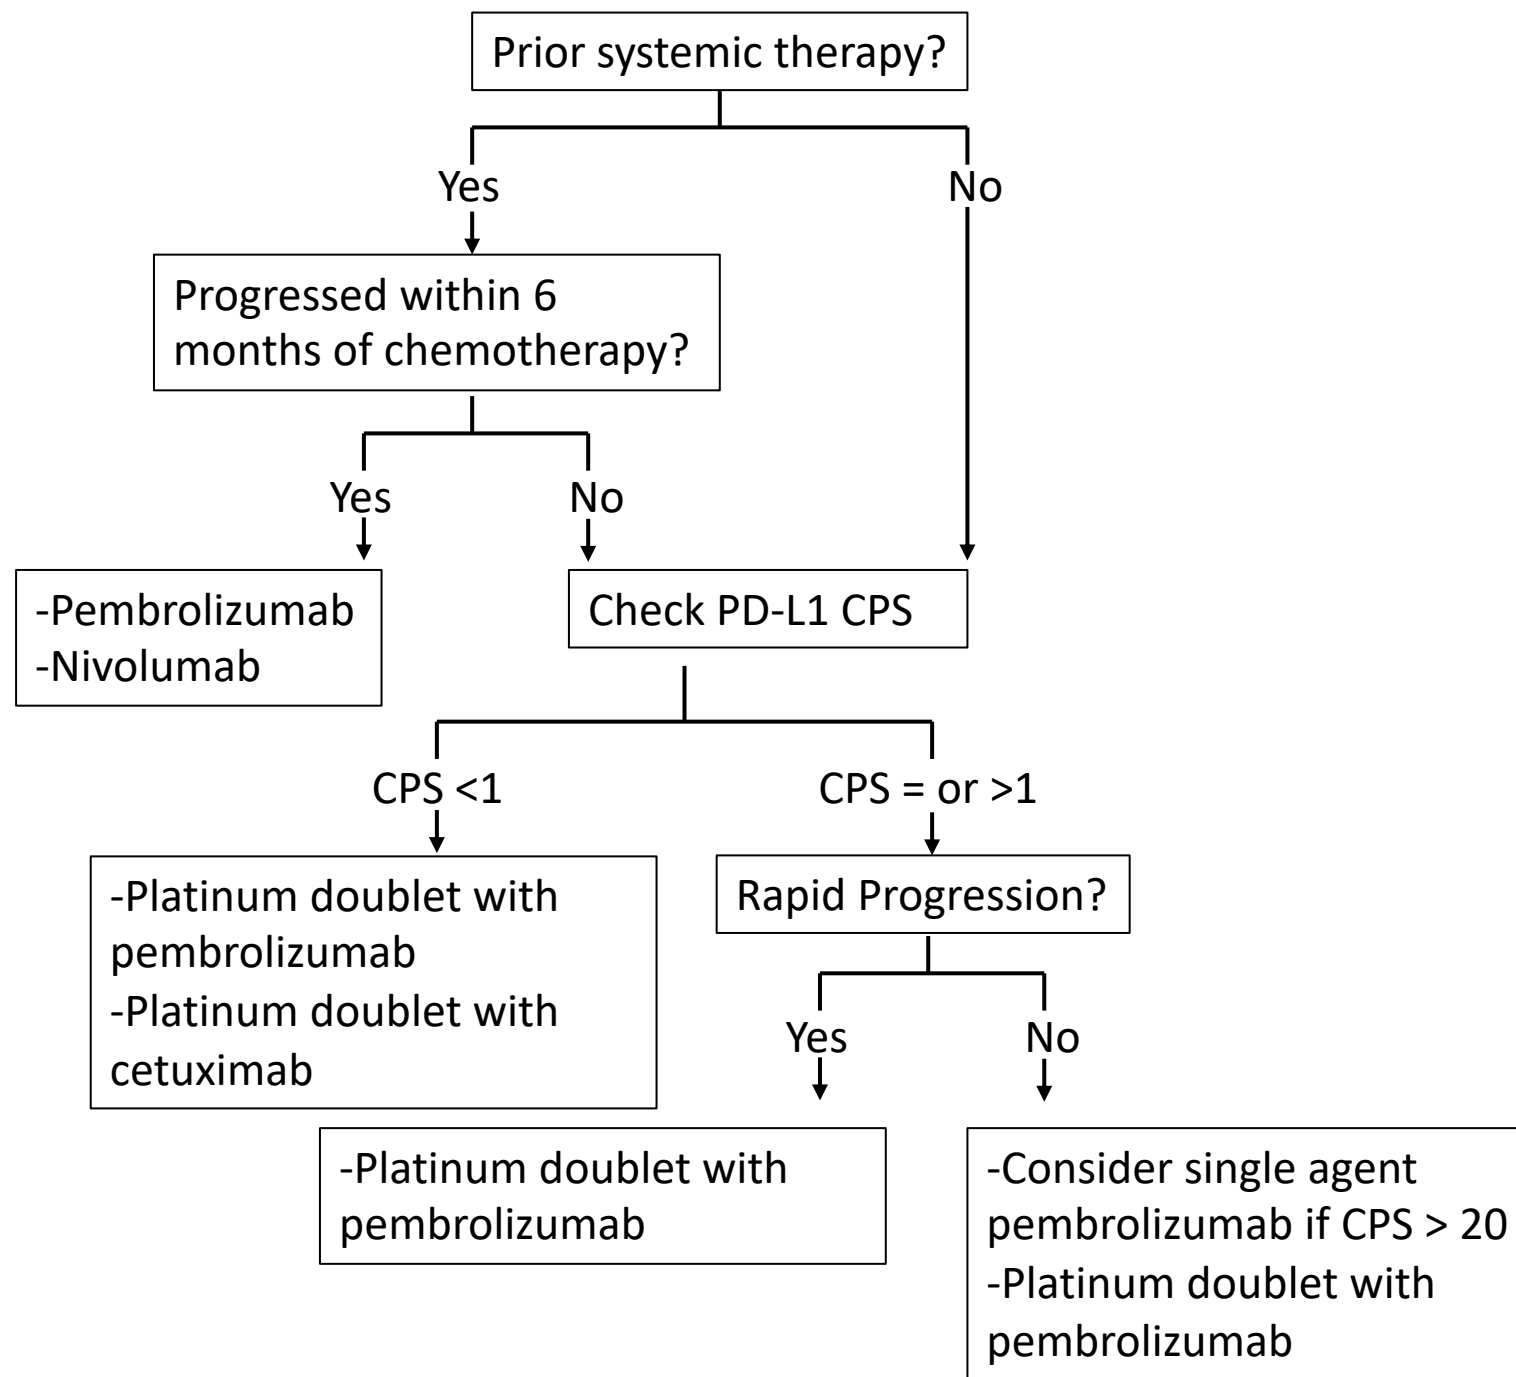 Prior systemic therapy?
Yes
No
Progressed within 6
months of chemotherapy?
Yes
No
-Pembrolizumab
-Nivolumab
Check PD-L1 CPS
CPS <1
CPS = or >1
-Platinum doublet with
pembrolizumab
-Platinum doublet with
cetuximab
Rapid Progression?
Yes
No
-Platinum doublet with
pembrolizumab
-Consider single agent
pembrolizumab if CPS > 20
-Platinum doublet with
pembrolizumab